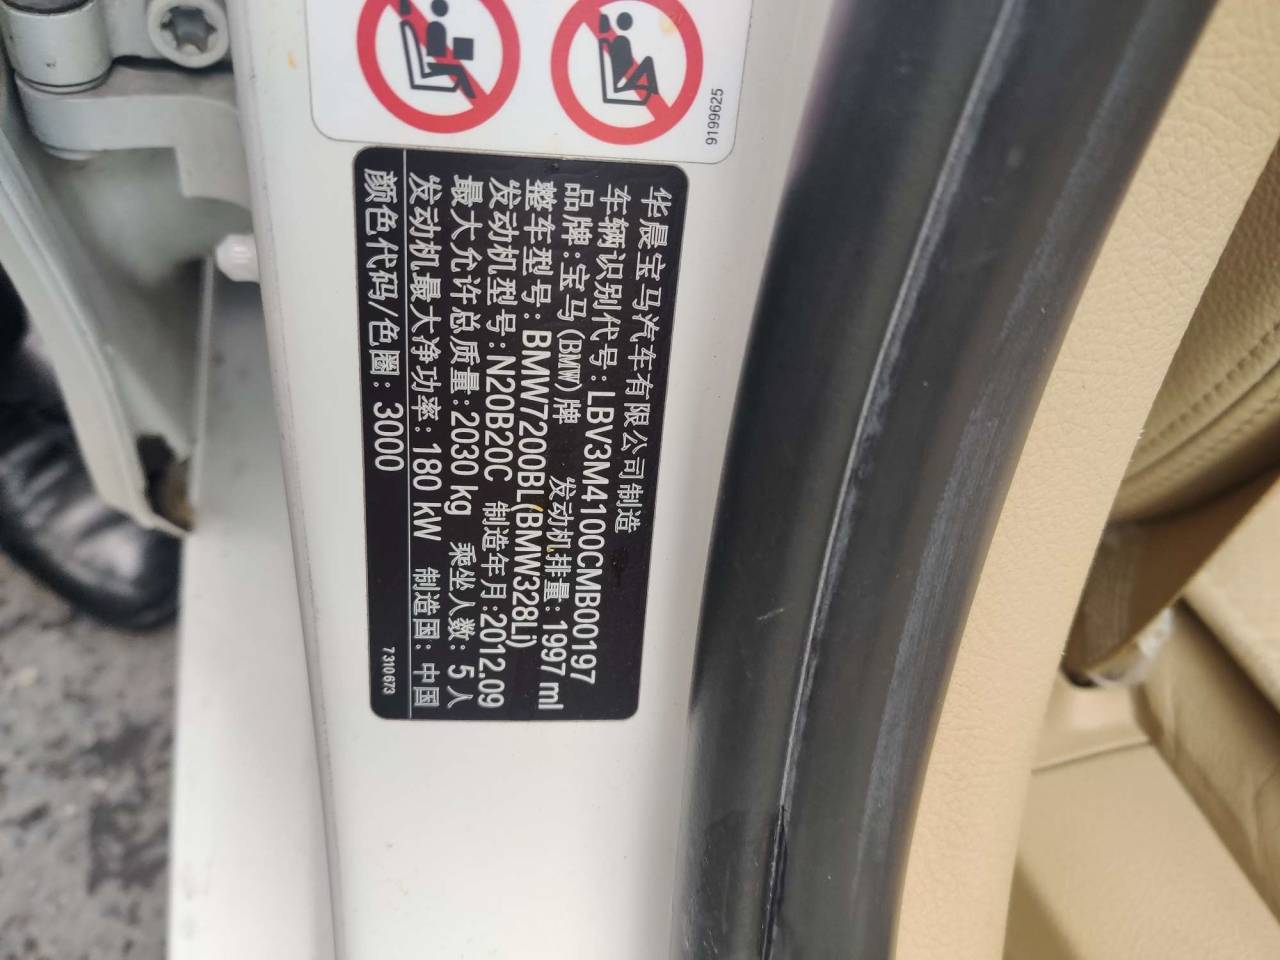 9199625
华晨宝马汽车有限公司制造
车辆识别代号:LBV3M4100CMB00197
品牌:宝马(BMW)牌 发动机排量:1997 ml
整车型号:BMW7200BL(BMW328Li)
发动机型号:N20B20C 制造年月:2012.09
最大允许总质量:2030 kg 乘坐人数:5人
发动机最大净功率:180 kW 制造国:中国
颜色代码/色圈:3000
7310673